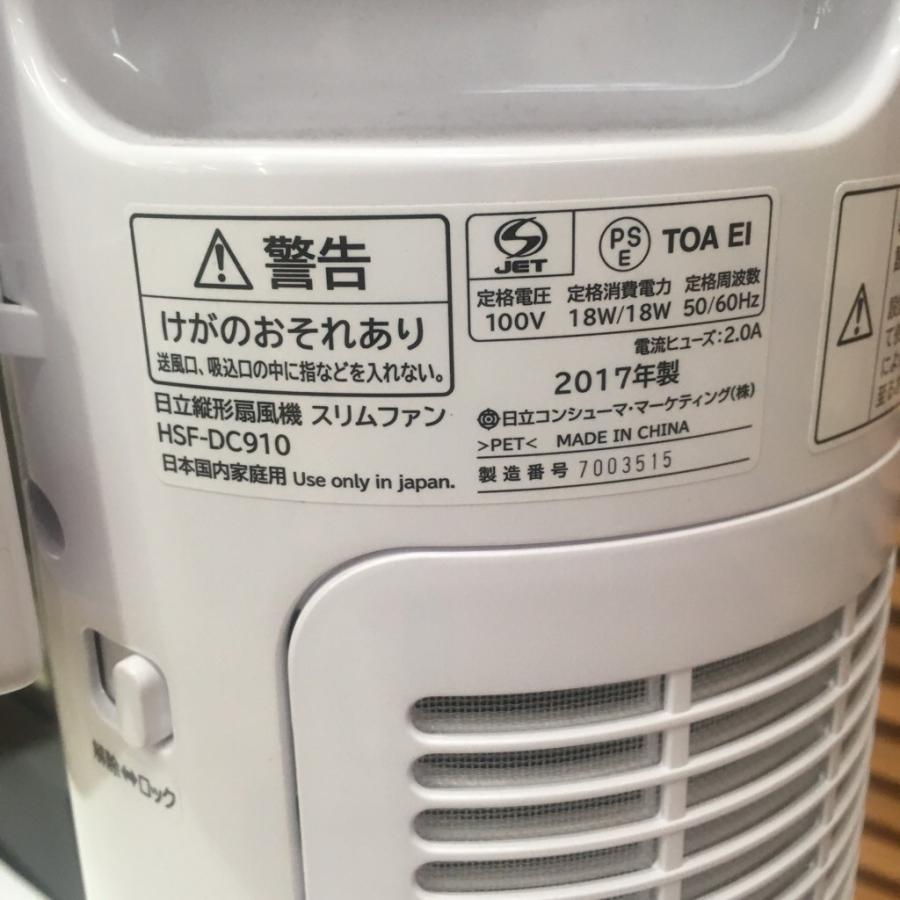 警告
けがのおそれあり
送風口、吸込口の中に指などを入れない。
日立縦形扇風機 スリムファン
HSF-DC910
日本国内家庭用 Use only in japan.
JET
PS
E
TOA EI
定格電圧 定格消費電力 定格周波数
100V 18W/18W 50/60Hz
電流ヒューズ:2.0A
2017年製
日立コンシューマ・マーケティング(株)
>PET< MADE IN CHINA
製造番号 7003515
解除⇔ロック